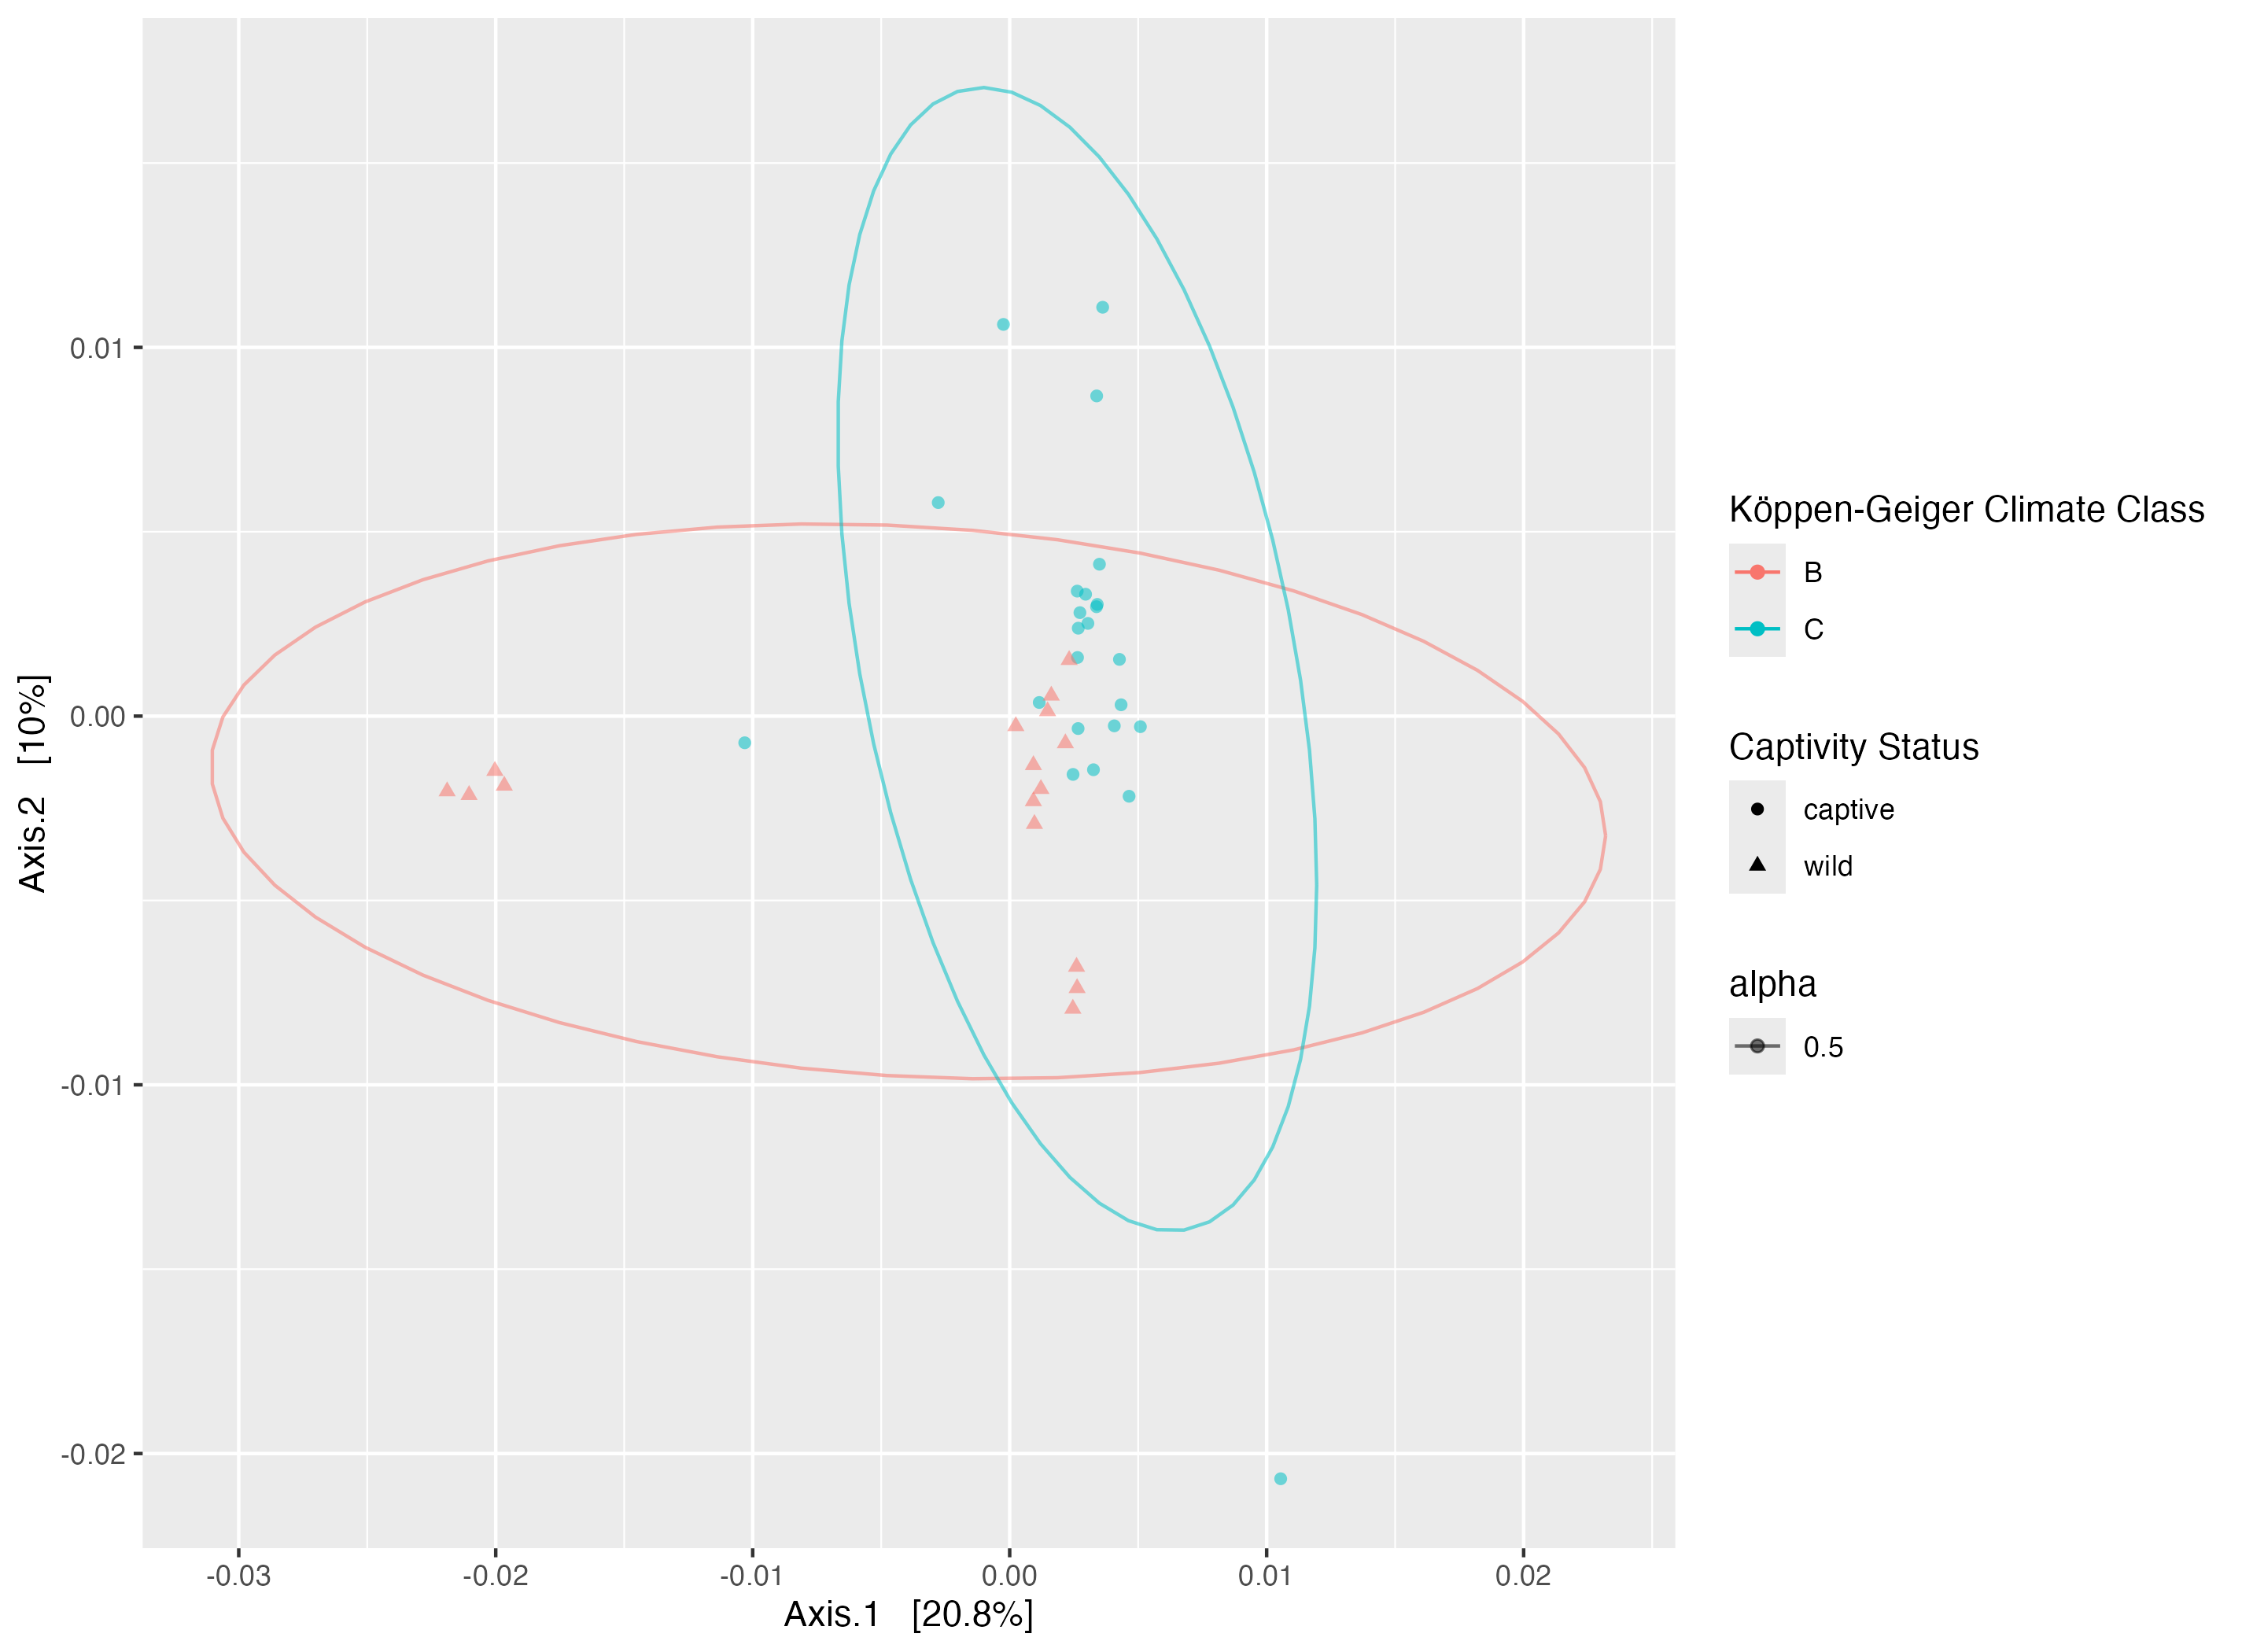 0.01
0.00
-0.01
-0.02
Axis.2 [10%]
-0.03 -0.02 -0.01 0.00 0.01 0.02
Axis.1 [20.8%]
Köppen-Geiger Climate Class
B
C
Captivity Status
captive
wild
alpha
0.5